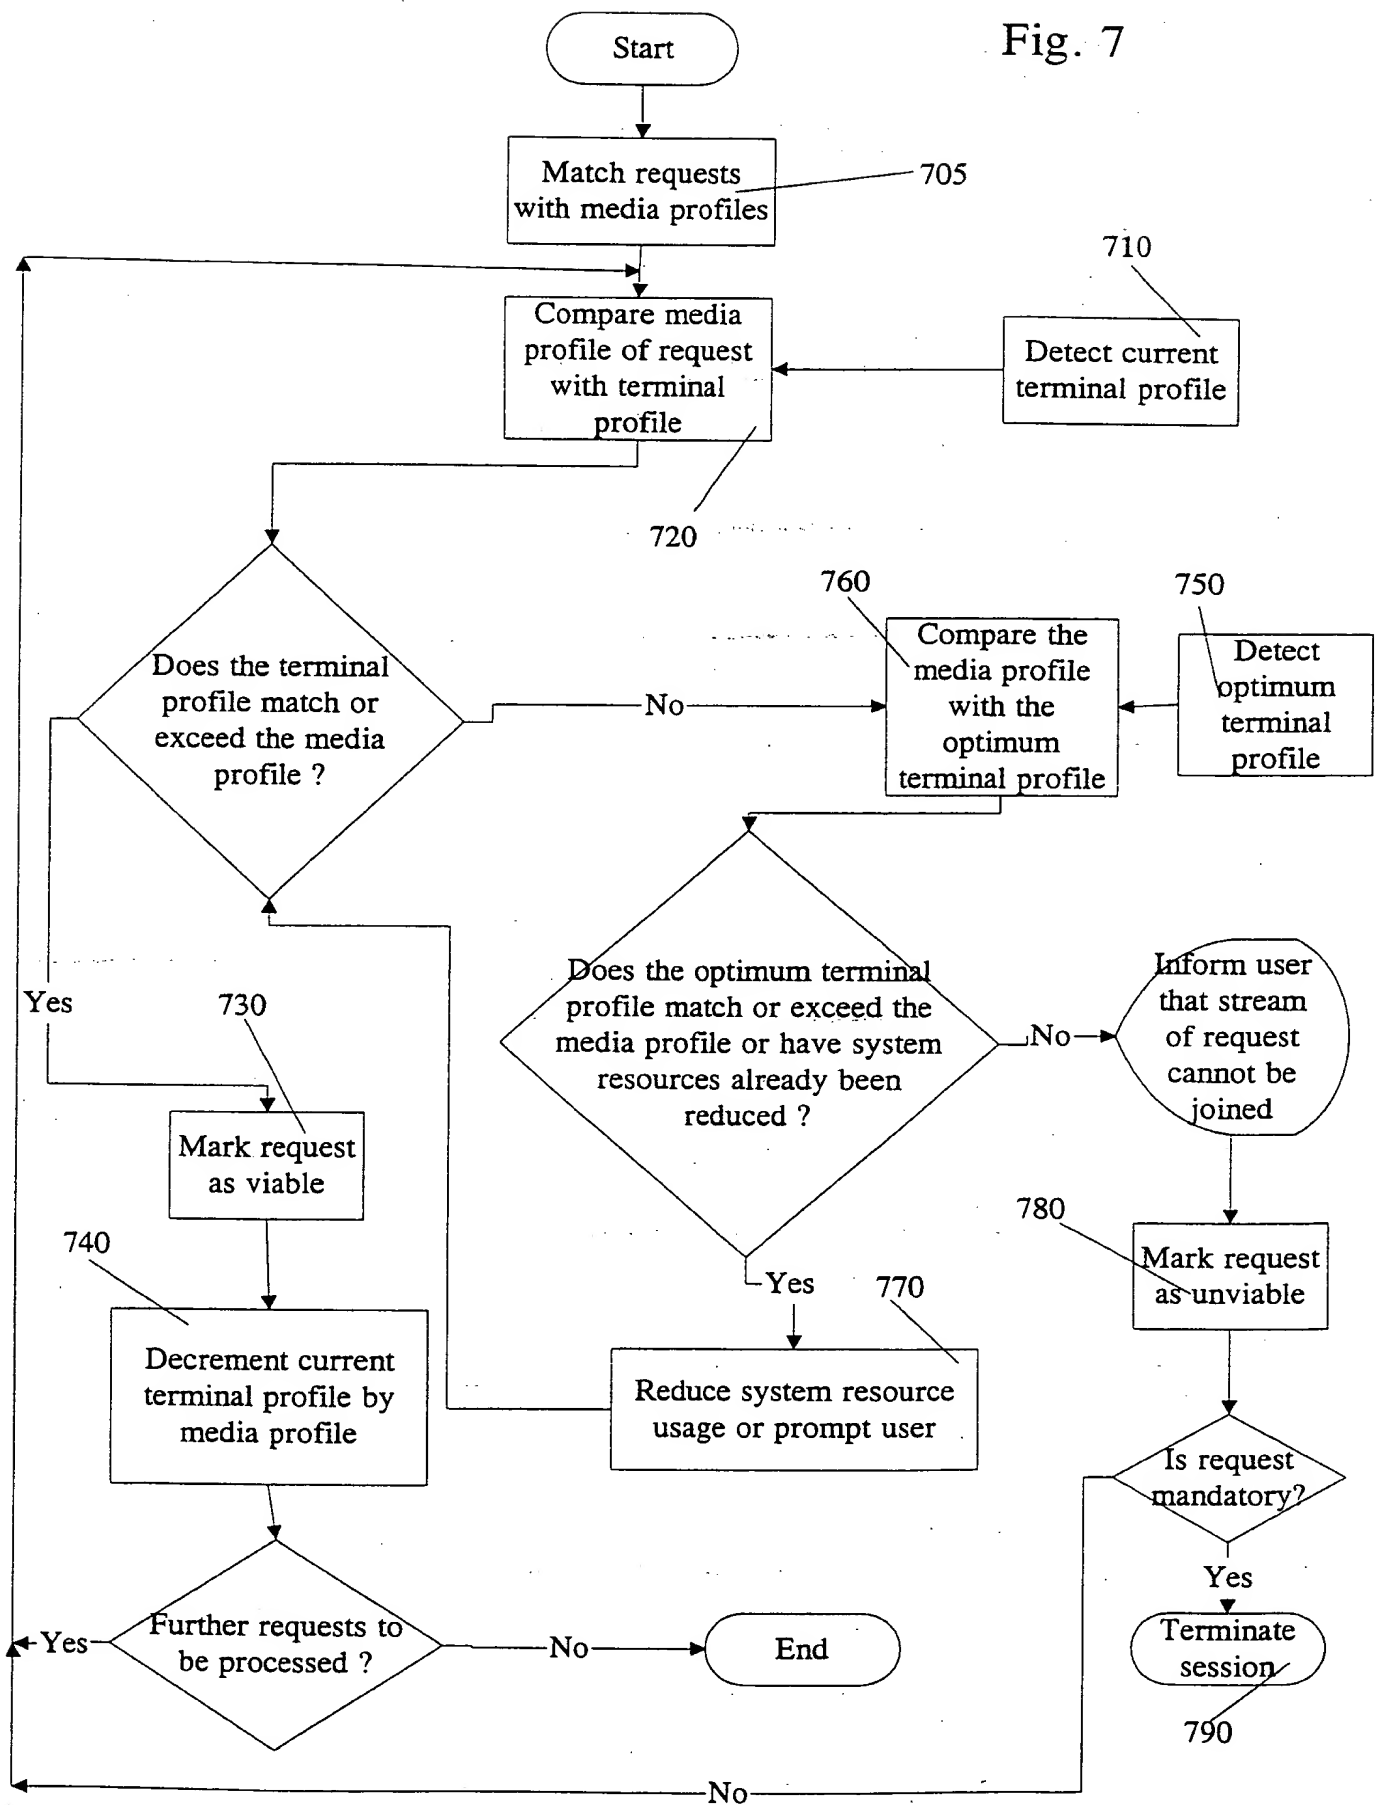 Fig. 7
Start
Match requests
with media profiles
705
710
Compare media
profile of request
with terminal
profile
Detect current
terminal profile
720
760
750
Does the terminal
profile match or
exceed the media
profile ?
No
Compare the
media profile
with the
optimum
terminal profile
Detect
optimum
terminal
profile
Yes
730
Does the optimum terminal
profile match or exceed the
media profile or have system
resources already been
reduced ?
No
Inform user
that stream
of request
cannot be
joined
Mark request
as viable
740
Yes
770
780
Mark request
as unviable
Decrement current
terminal profile by
media profile
Reduce system resource
usage or prompt user
Is request
mandatory?
Yes
Further requests to
be processed ?
Yes
No
End
Terminate
session
790
No